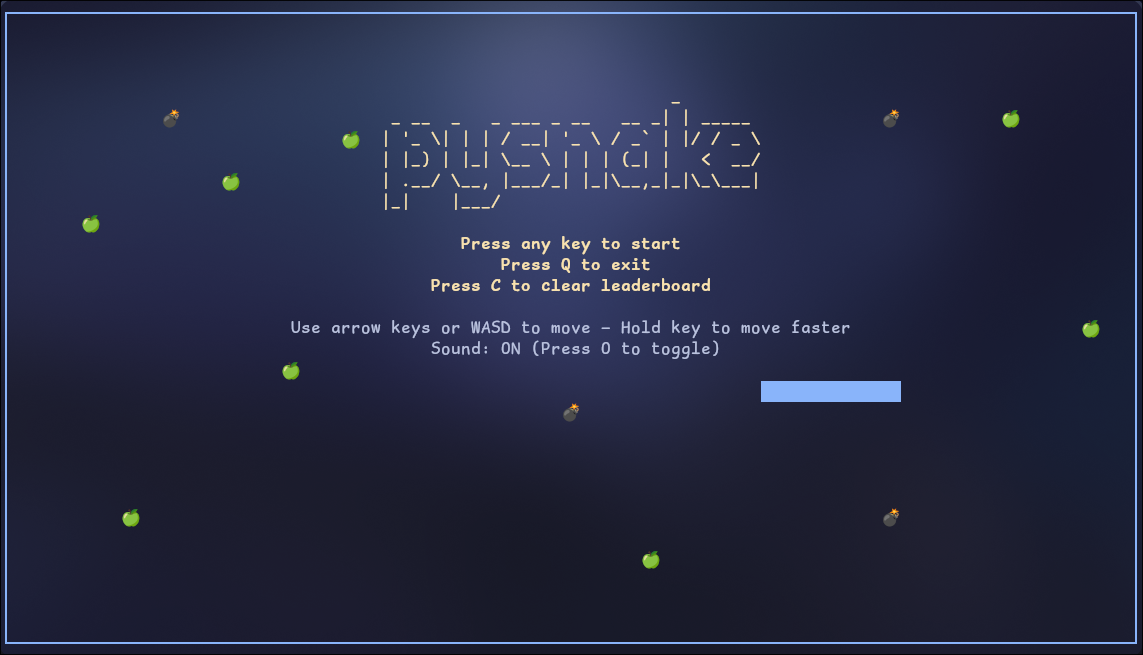 pysnake
Press any key to start
Press Q to exit
Press C to clear leaderboard
Use arrow keys or WASD to move – Hold key to move faster
Sound: ON (Press O to toggle)